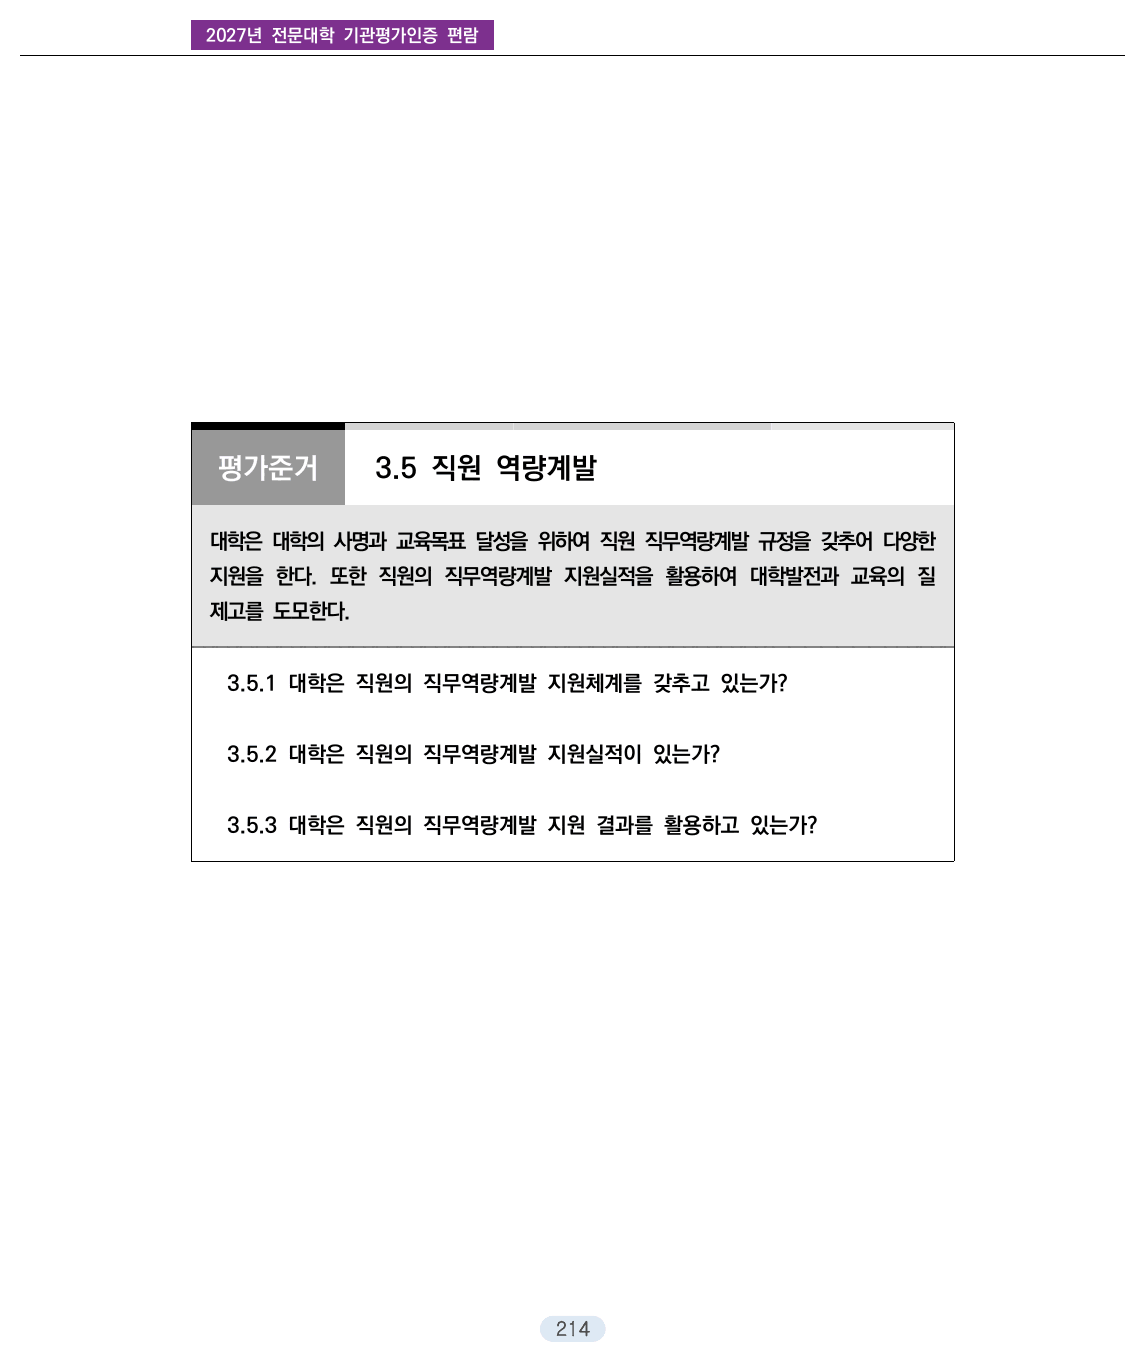 2027년 전문대학 기관평가인증 편람
평가준거
3.5 직원 역량계발
대학은 대학의 사명과 교육목표 달성을 위하여 직원 직무역량계발 규정을 갖추어 다양한
지원을 한다. 또한 직원의 직무역량계발 지원실적을 활용하여 대학발전과 교육의 질
제고를 도모한다.
3.5.1 대학은 직원의 직무역량계발 지원체계를 갖추고 있는가?
3.5.2 대학은 직원의 직무역량계발 지원실적이 있는가?
3.5.3 대학은 직원의 직무역량계발 지원 결과를 활용하고 있는가?
214